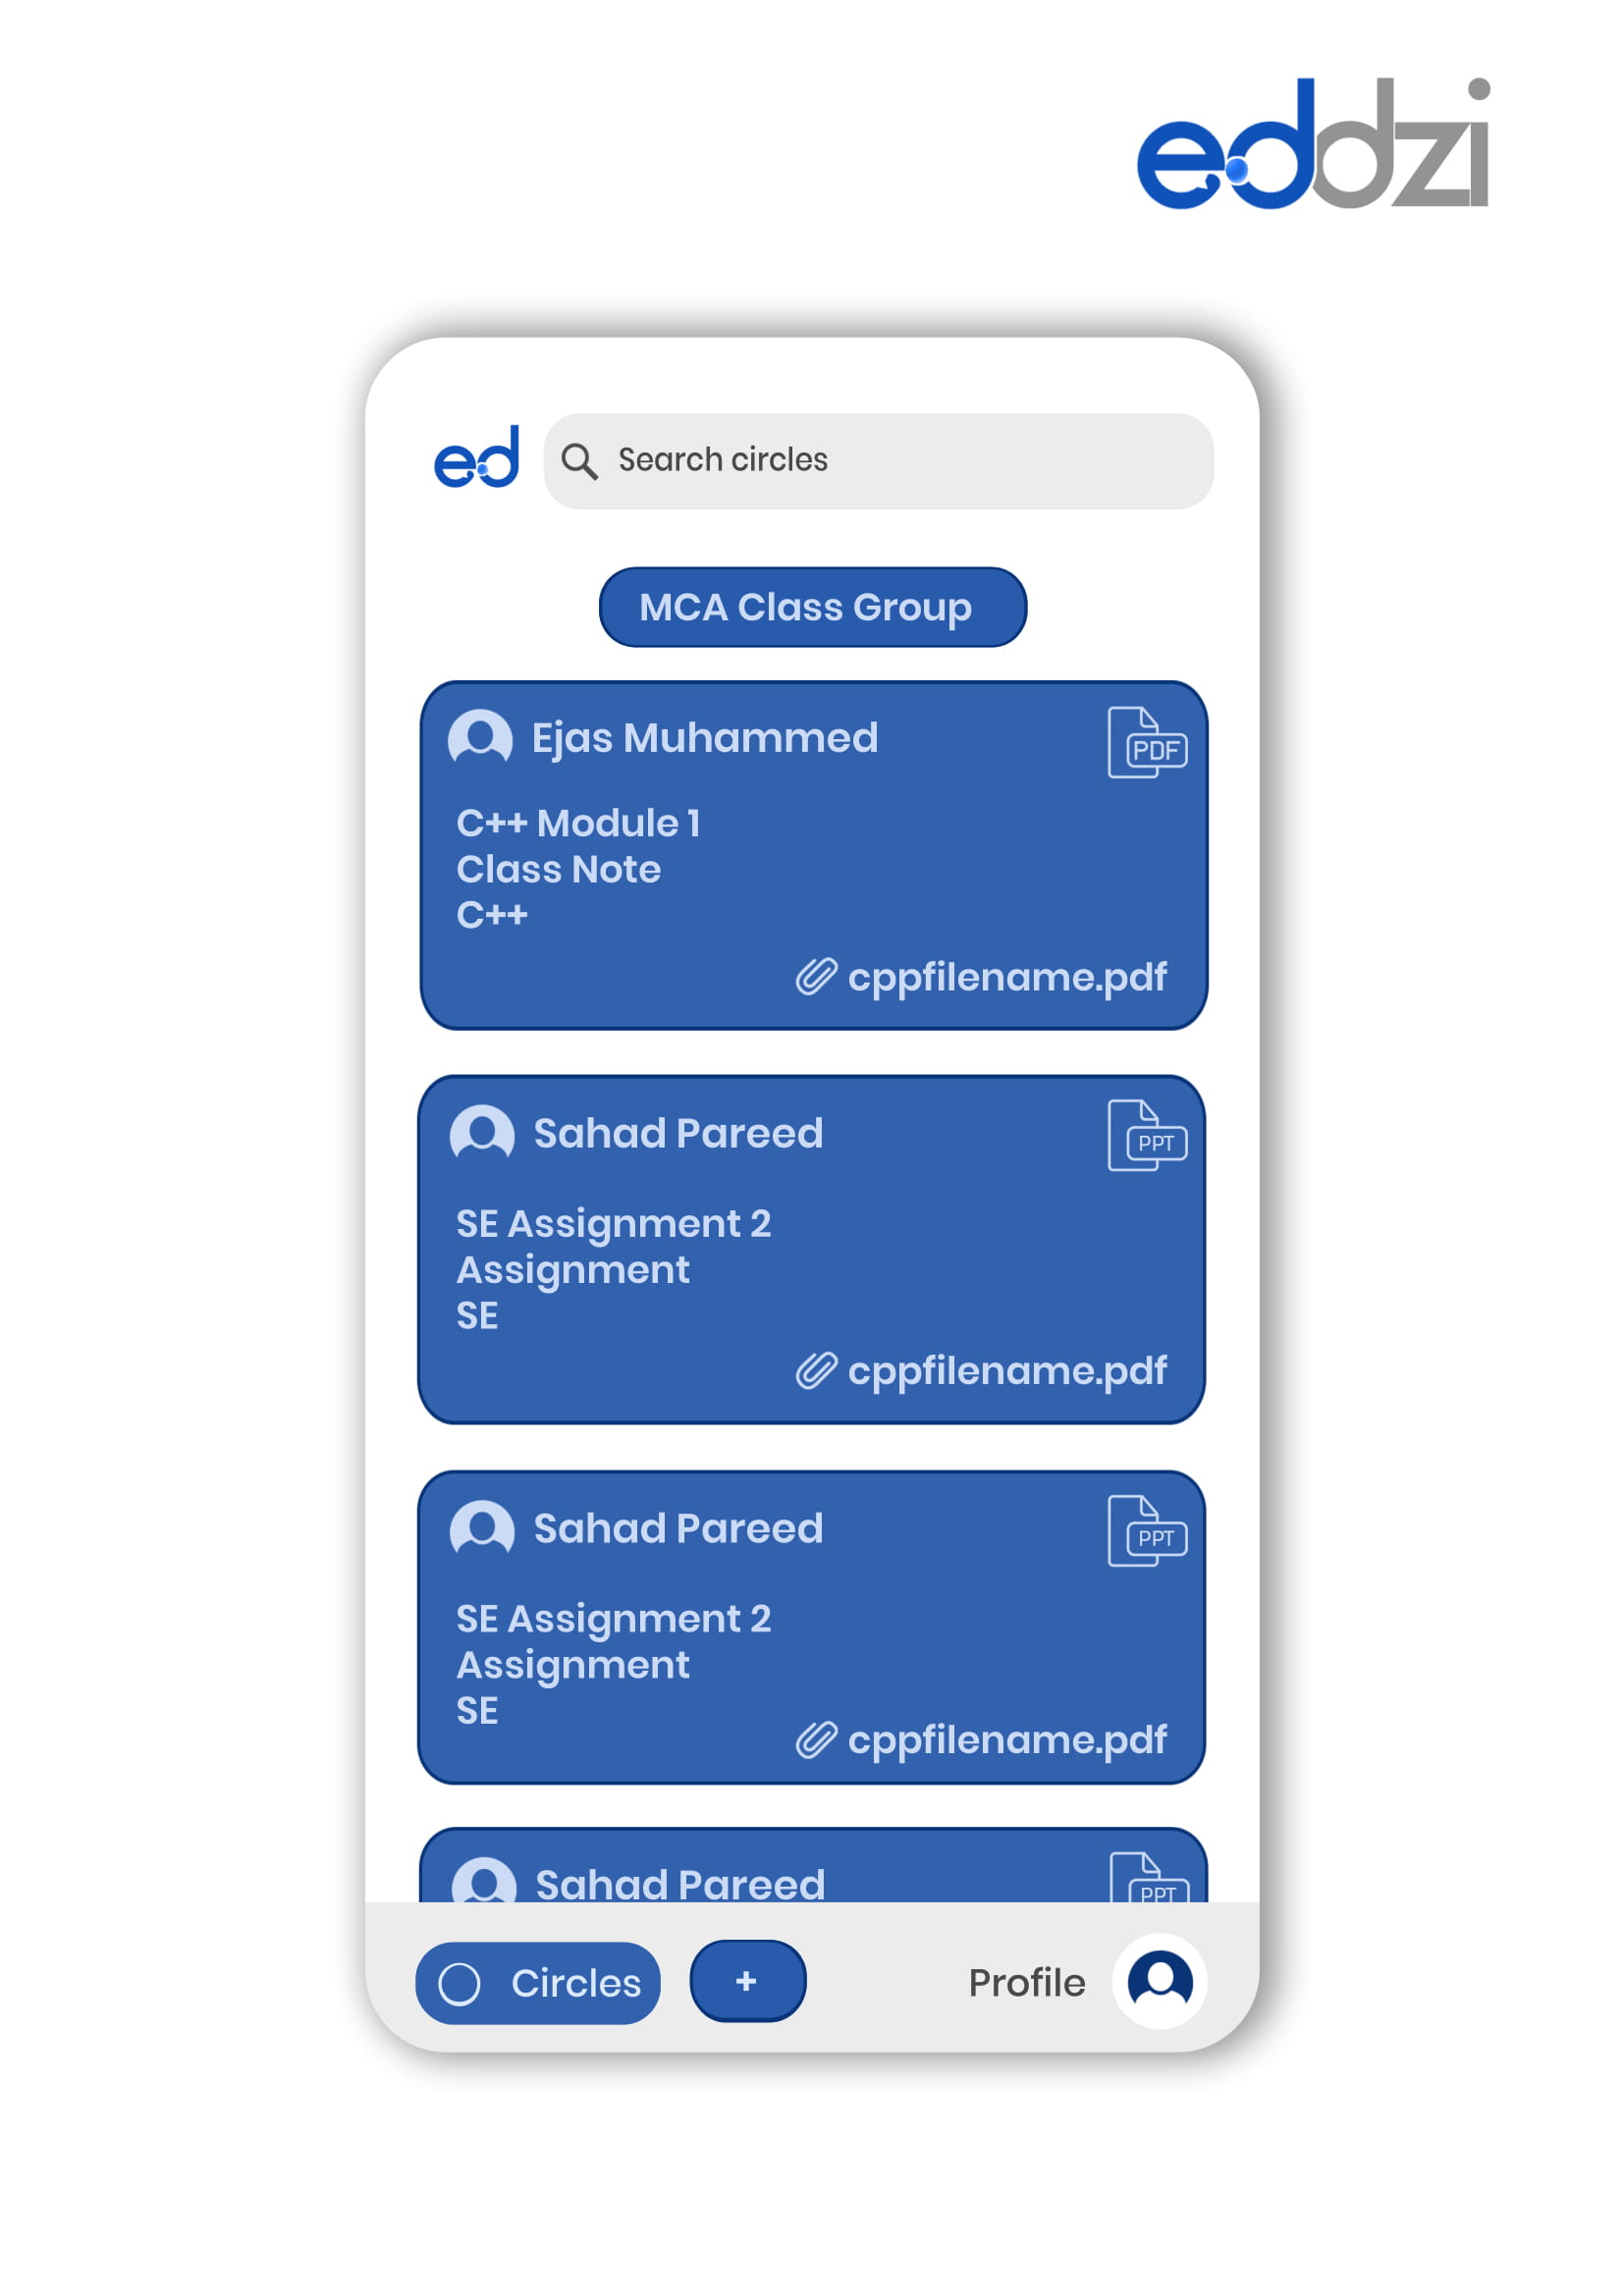 eddzi
ed
Search circles
MCA Class Group
Ejas Muhammed
PDF
C++ Module 1
Class Note
C++
cppfilename.pdf
Sahad Pareed
PPT
SE Assignment 2
Assignment
SE
cppfilename.pdf
Sahad Pareed
PPT
SE Assignment 2
Assignment
SE
cppfilename.pdf
Sahad Pareed
PPT
Circles
+
Profile